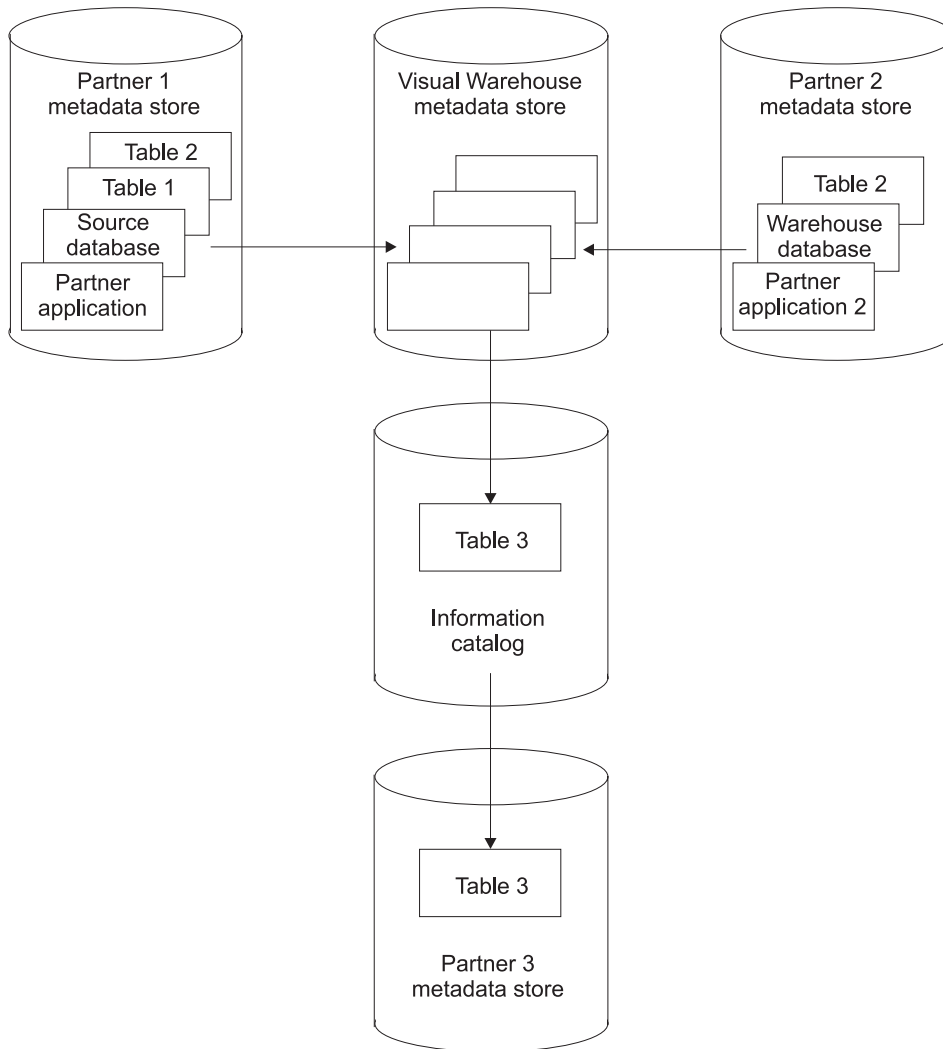 Partner 1
metadata store
Table 2
Table 1
Source
database
Partner
application
Visual Warehouse
metadata store
Partner 2
metadata store
Table 2
Warehouse
database
Partner
application 2
Table 3
Information
catalog
Table 3
Partner 3
metadata store